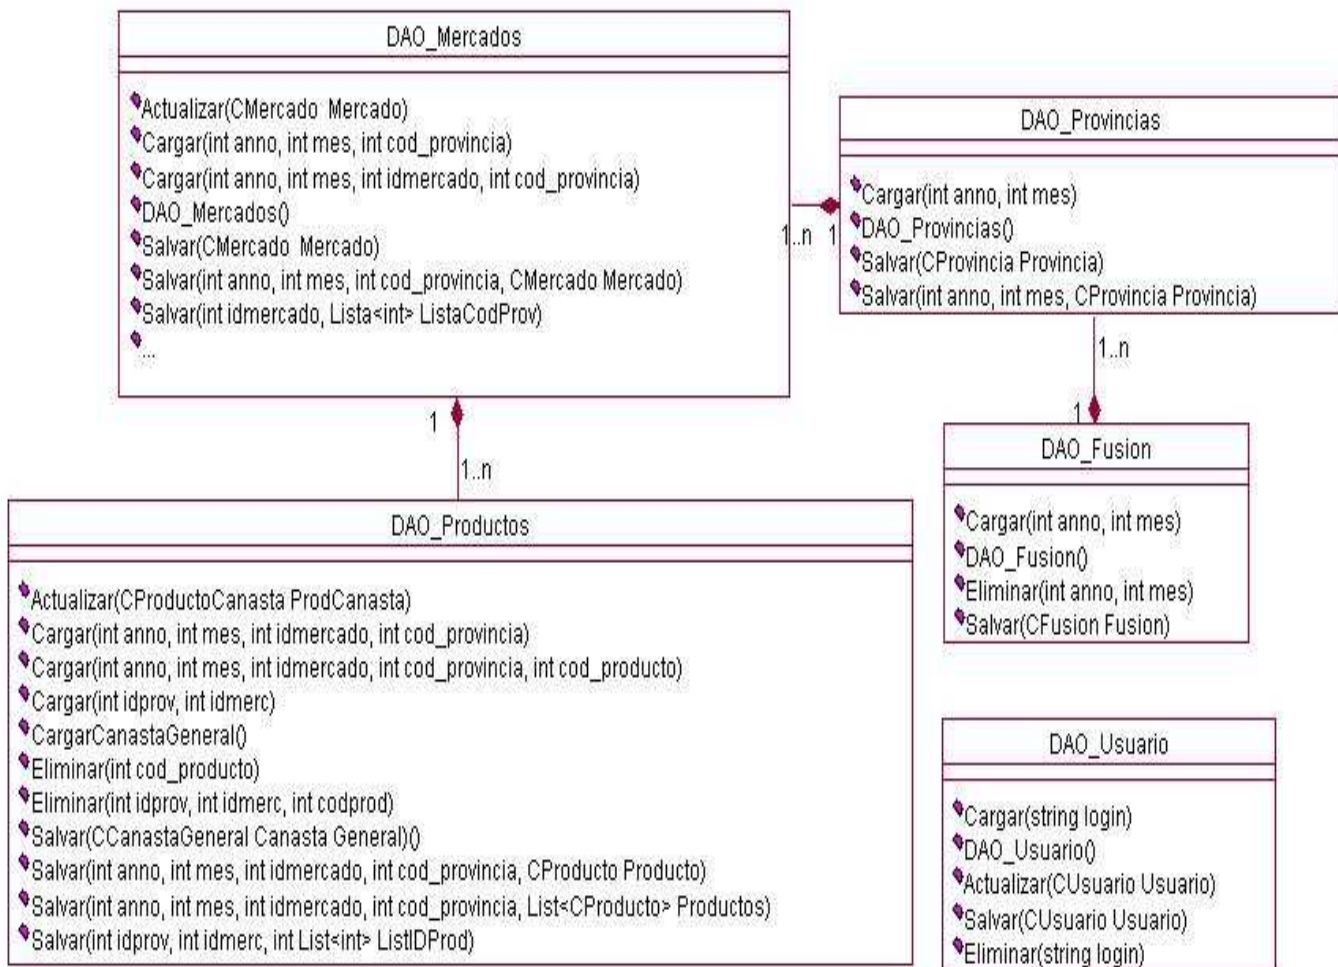 DAO_Mercados
Actualizar(CMercado Mercado)
Cargar(int anno, int mes, int cod_provincia)
Cargar(int anno, int mes, int idmercado, int cod_provincia)
DAO_Mercados()
Salvar(CMercado Mercado)
Salvar(int anno, int mes, int cod_provincia, CMercado Mercado)
Salvar(int idmercado, Lista<int> ListaCodProv)
...
DAO_Provincias
Cargar(int anno, int mes)
DAO_Provincias()
Salvar(CProvincia Provincia)
Salvar(int anno, int mes, CProvincia Provincia)
1..n
1
1..n
1
1
1..n
DAO_Fusion
Cargar(int anno, int mes)
DAO_Fusion()
Eliminar(int anno, int mes)
Salvar(CFusion Fusion)
DAO_Productos
Actualizar(CProductoCanasta ProdCanasta)
Cargar(int anno, int mes, int idmercado, int cod_provincia)
Cargar(int anno, int mes, int idmercado, int cod_provincia, int cod_producto)
Cargar(int idprov, int idmerc)
CargarCanastaGeneral()
Eliminar(int cod_producto)
Eliminar(int idprov, int idmerc, int codprod)
Salvar(CCanastaGeneral Canasta General)()
Salvar(int anno, int mes, int idmercado, int cod_provincia, CProducto Producto)
Salvar(int anno, int mes, int idmercado, int cod_provincia, List<CProducto> Productos)
Salvar(int idprov, int idmerc, int List<int> ListIDProd)
DAO_Usuario
Cargar(string login)
DAO_Usuario()
Actualizar(CUsuario Usuario)
Salvar(CUsuario Usuario)
Eliminar(string login)